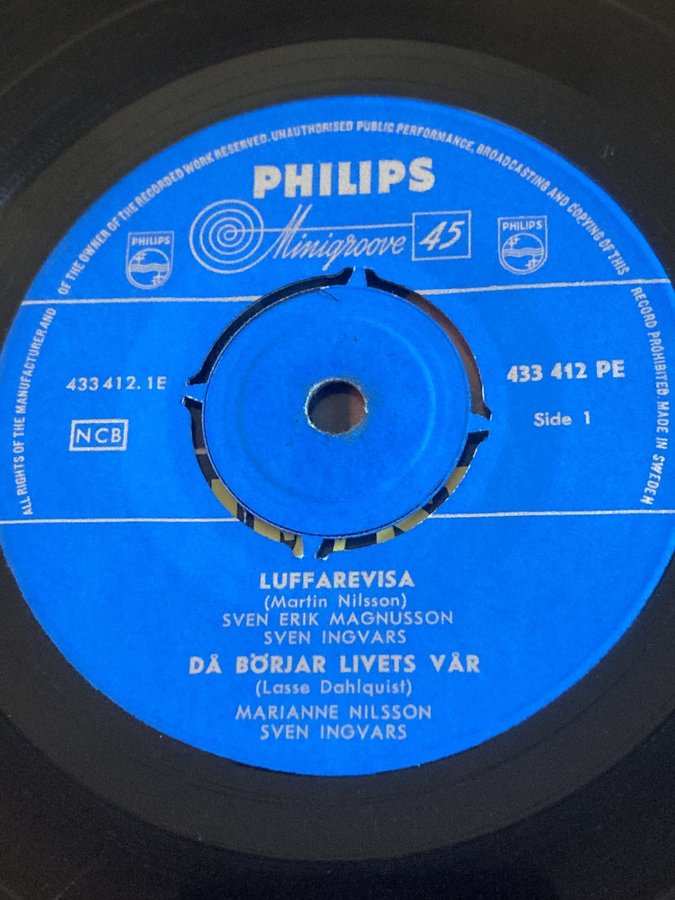 ALL RIGHTS OF THE MANUFACTURER AND OF THE OWNER OF THE RECORDED WORK RESERVED. UNAUTHORISED PUBLIC PERFORMANCE, BROADCASTING AND COPYING OF THIS RECORD PROHIBITED. MADE IN SWEDEN
PHILIPS
Minigroove 45
PHILIPS
PHILIPS
433 412.1E
NCB
433 412 PE
Side 1
LUFFAREVISA
(Martin Nilsson)
SVEN ERIK MAGNUSSON
SVEN INGVARS
DÅ BÖRJAR LIVETS VÅR
(Lasse Dahlquist)
MARIANNE NILSSON
SVEN INGVARS